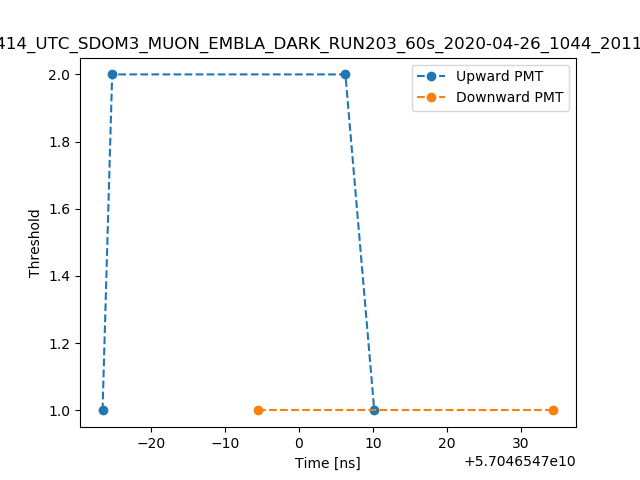 414_UTC_SDOM3_MUON_EMBLA_DARK_RUN203_60s_2020-04-26_1044_2011
Upward PMT
Downward PMT
2.0
1.8
1.6
1.4
1.2
1.0
Threshold
−20
−10
0
10
20
30
Time [ns]
+5.7046547e10